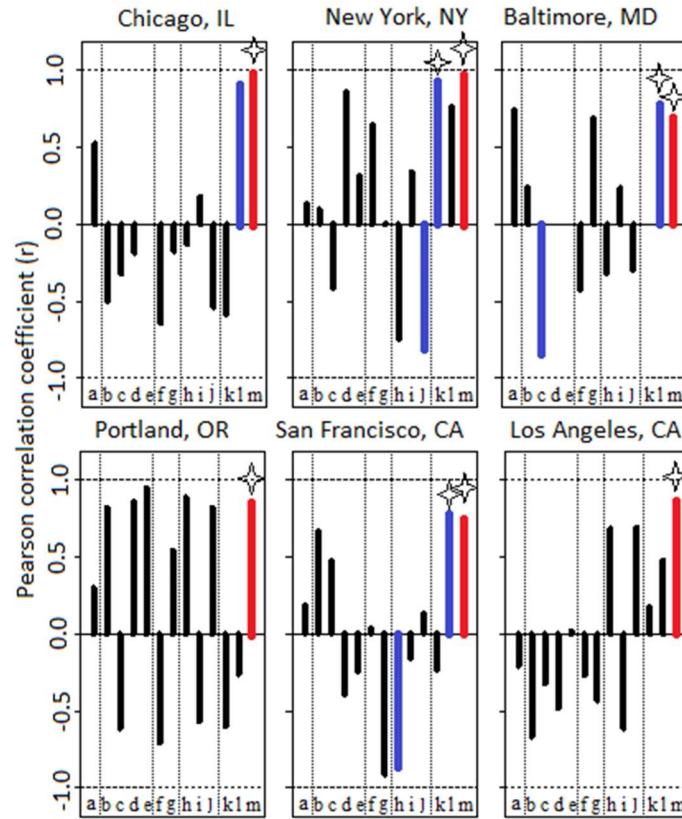 Chicago, IL New York, NY Baltimore, MD
Pearson correlation coefficient (r)
1.0
0.5
0.0
-0.5
-1.0
a b c d e f g h i j k l m a b c d e f g h i j k l m a b c d e f g h i j k l m
Portland, OR San Francisco, CA Los Angeles, CA
1.0
0.5
0.0
-0.5
-1.0
a b c d e f g h i j k l m a b c d e f g h i j k l m a b c d e f g h i j k l m